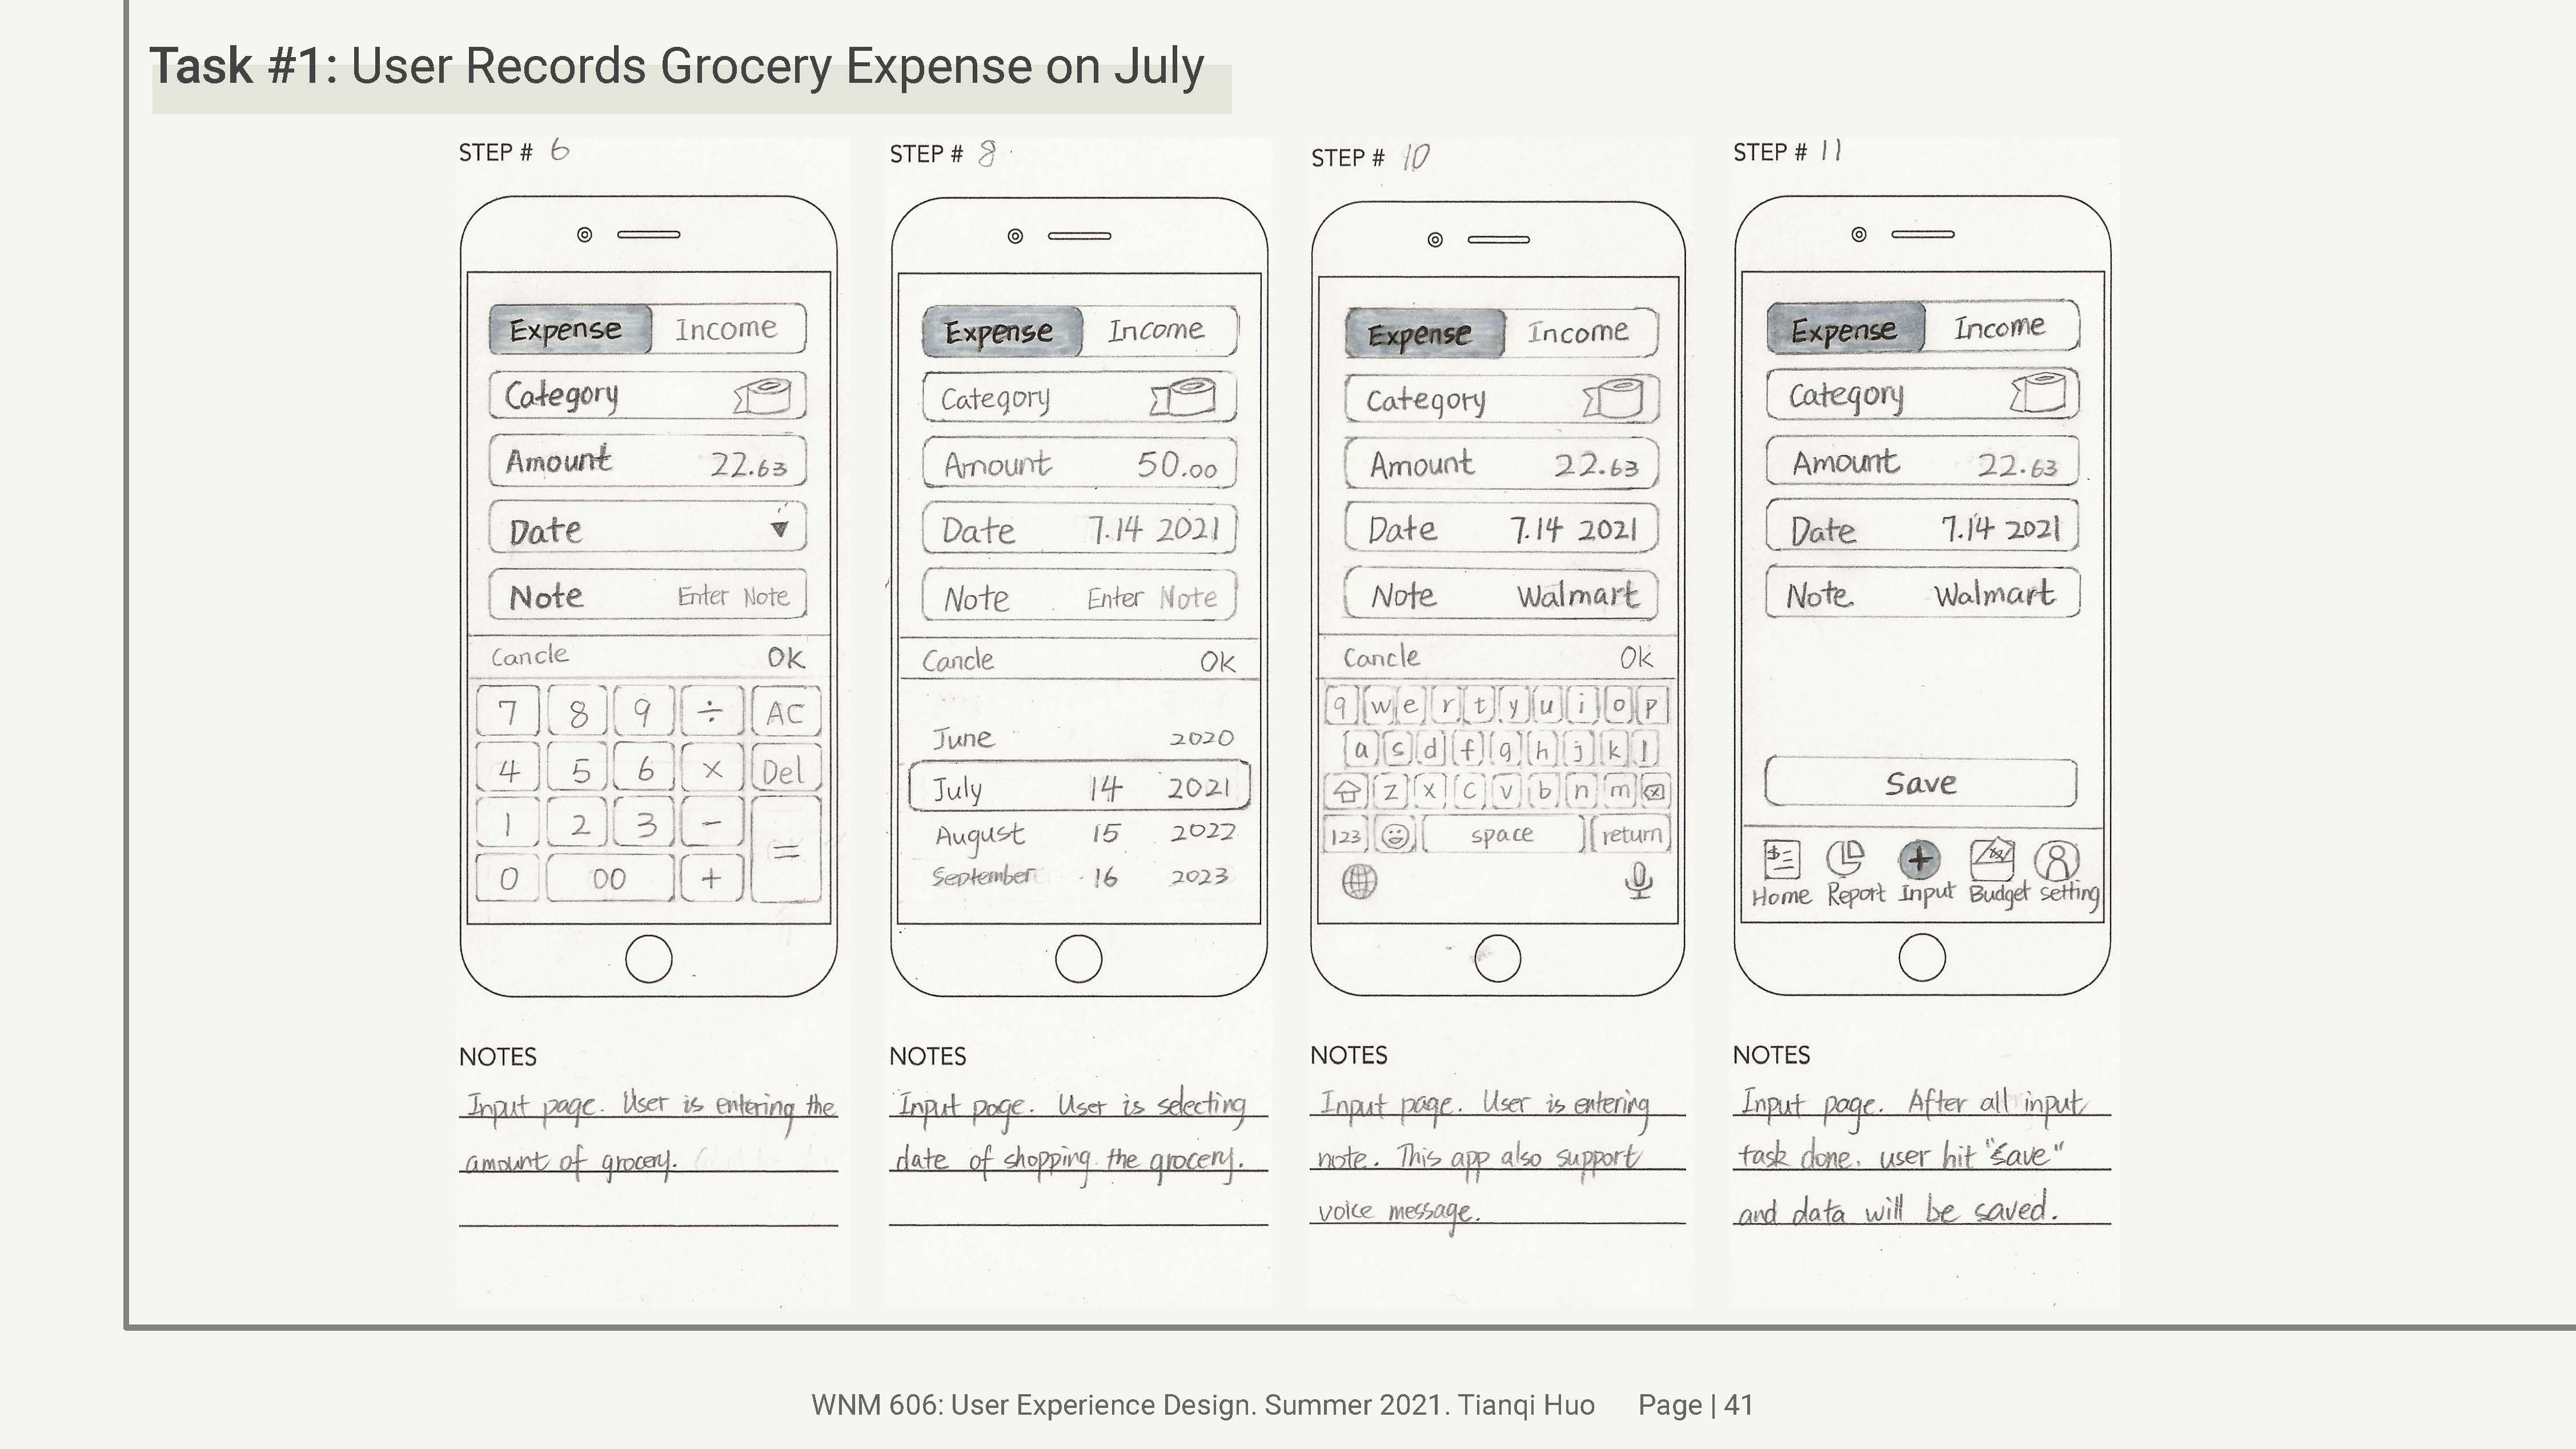 Task #1: User Records Grocery Expense on July
STEP # 6
Expense Income
Category
Amount 22.63
Date
Note Enter Note
Cancle OK
7 8 9 ÷ AC
4 5 6 × Del
1 2 3 −
0 00 + =
NOTES
Input page. User is entering the
amount of grocery.
STEP # 8
Expense Income
Category
Amount 50.00
Date 7.14 2021
Note Enter Note
Cancle OK
June 2020
July 14 2021
August 15 2022
September 16 2023
NOTES
Input page. User is selecting
date of shopping the grocery.
STEP # 10
Expense Income
Category
Amount 22.63
Date 7.14 2021
Note Walmart
Cancle OK
q w e r t y u i o p
a s d f g h j k l
z x c v b n m
123 space return
NOTES
Input page. User is entering
note. This app also support
voice message.
STEP # 11
Expense Income
Category
Amount 22.63
Date 7.14 2021
Note Walmart
Save
Home Report Input Budget setting
NOTES
Input page. After all input
task done. user hit "Save"
and data will be saved.
WNM 606: User Experience Design. Summer 2021. Tianqi Huo Page | 41